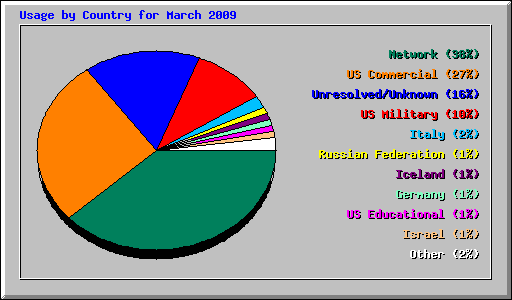 Usage by Country for March 2009
Network (38%)
US Commercial (27%)
Unresolved/Unknown (16%)
US Military (10%)
Italy (2%)
Russian Federation (1%)
Iceland (1%)
Germany (1%)
US Educational (1%)
Israel (1%)
Other (2%)